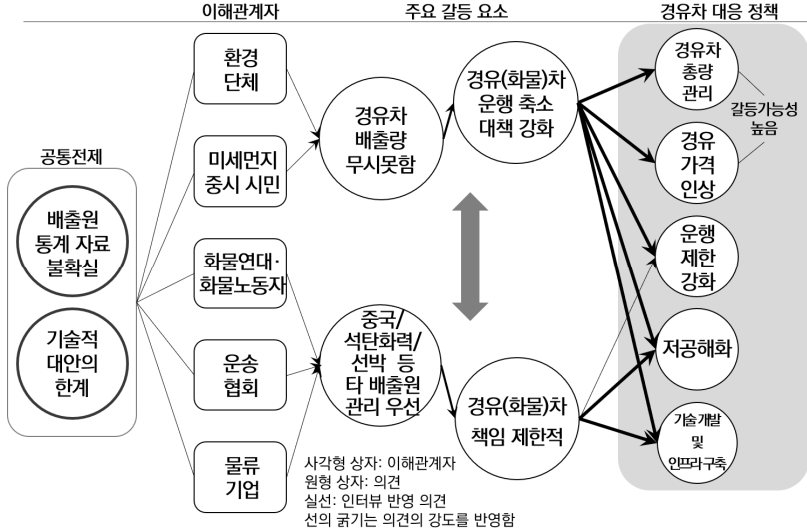 이해관계자
주요 갈등 요소
경유차 대응 정책
공통전제
배출원
통계 자료
불확실
기술적
대안의
한계
환경
단체
미세먼지
중시 시민
화물연대·
화물노동자
운송
협회
물류
기업
경유차
배출량
무시못함
중국/
석탄화력/
선박 등
타 배출원
관리 우선
경유(화물)차
운행 축소
대책 강화
경유(화물)차
책임 제한적
경유차
총량
관리
경유
가격
인상
갈등가능성
높음
운행
제한
강화
저공해화
기술개발
및
인프라구축
사각형 상자: 이해관계자
원형 상자: 의견
실선: 인터뷰 반영 의견
선의 굵기는 의견의 강도를 반영함